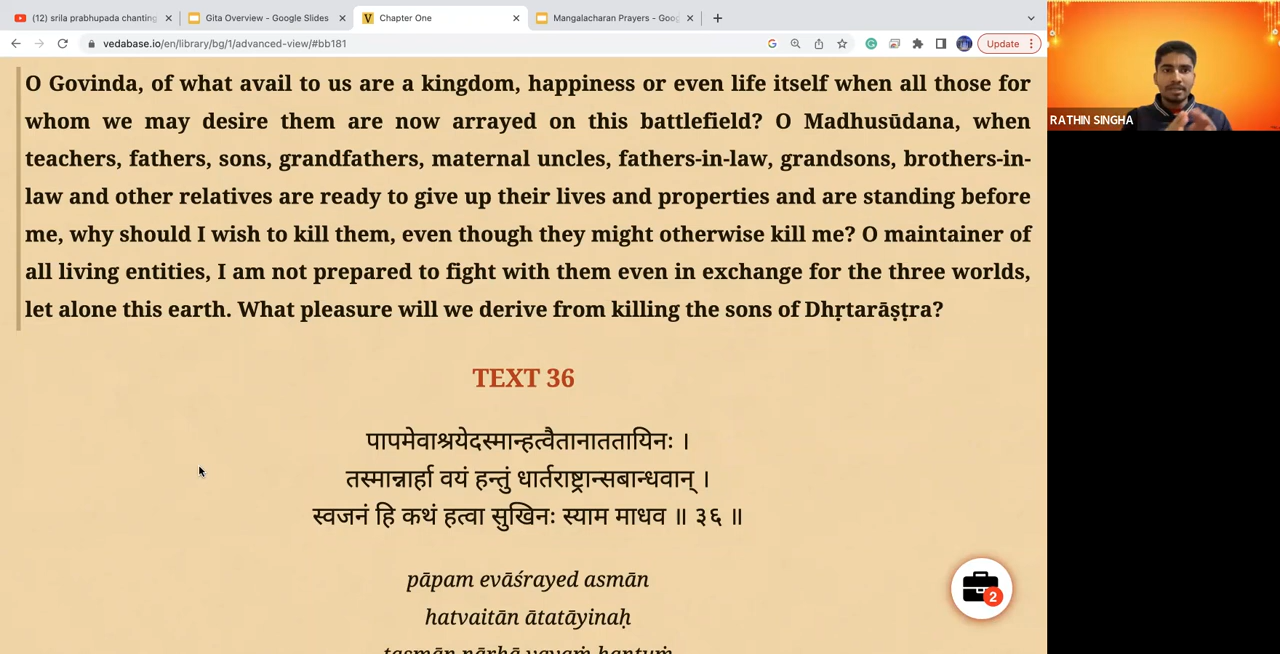 (12) srila prabhupada chanting
Gita Overview - Google Slides
Chapter One
Mangalacharan Prayers - Goo
vedabase.io/en/library/bg/1/advanced-view/#bb181
Update
RATHIN SINGHA
O Govinda, of what avail to us are a kingdom, happiness or even life itself when all those for
whom we may desire them are now arrayed on this battlefield? O Madhusūdana, when
teachers, fathers, sons, grandfathers, maternal uncles, fathers-in-law, grandsons, brothers-in-
law and other relatives are ready to give up their lives and properties and are standing before
me, why should I wish to kill them, even though they might otherwise kill me? O maintainer of
all living entities, I am not prepared to fight with them even in exchange for the three worlds,
let alone this earth. What pleasure will we derive from killing the sons of Dhṛtarāṣṭra?
TEXT 36
पापमेवाश्रयेदस्मान्हत्वैतानाततायिनः ।
तस्मान्नार्हा वयं हन्तुं धार्तराष्ट्रान्सबान्धवान् ।
स्वजनं हि कथं हत्वा सुखिनः स्याम माधव ॥ ३६ ॥
pāpam evāśrayed asmān
hatvaitān ātatāyinaḥ
tasmān nārhā vayaṁ hantuṁ
2